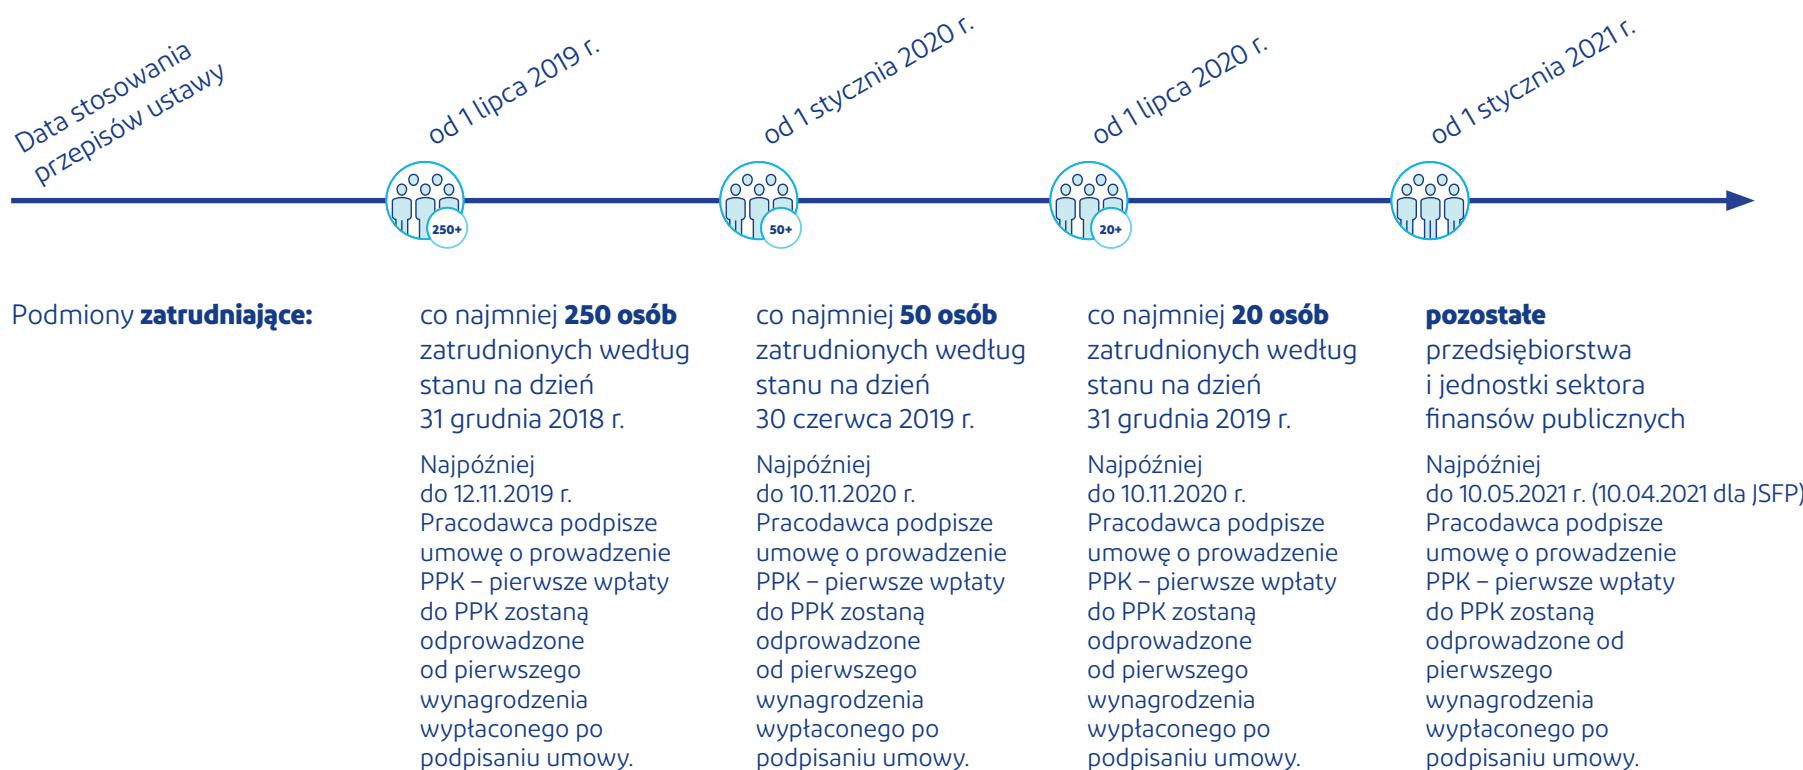 Data stosowania
przepisów ustawy
od 1 lipca 2019 r.
od 1 stycznia 2020 r.
od 1 lipca 2020 r.
od 1 stycznia 2021 r.
250+
50+
20+
Podmiony zatrudniające:
co najmniej 250 osób
zatrudnionych według
stanu na dzień
31 grudnia 2018 r.
Najpóźniej
do 12.11.2019 r.
Pracodawca podpisze
umowę o prowadzenie
PPK – pierwsze wpłaty
do PPK zostaną
odprowadzone
od pierwszego
wynagrodzenia
wypłaconego po
podpisaniu umowy.
co najmniej 50 osób
zatrudnionych według
stanu na dzień
30 czerwca 2019 r.
Najpóźniej
do 10.11.2020 r.
Pracodawca podpisze
umowę o prowadzenie
PPK – pierwsze wpłaty
do PPK zostaną
odprowadzone
od pierwszego
wynagrodzenia
wypłaconego po
podpisaniu umowy.
co najmniej 20 osób
zatrudnionych według
stanu na dzień
31 grudnia 2019 r.
Najpóźniej
do 10.11.2020 r.
Pracodawca podpisze
umowę o prowadzenie
PPK – pierwsze wpłaty
do PPK zostaną
odprowadzone
od pierwszego
wynagrodzenia
wypłaconego po
podpisaniu umowy.
pozostałe
przedsiębiorstwa
i jednostki sektora
finansów publicznych
Najpóźniej
do 10.05.2021 r. (10.04.2021 dla JSFP)
Pracodawca podpisze
umowę o prowadzenie
PPK – pierwsze wpłaty
do PPK zostaną
odprowadzone od
pierwszego
wynagrodzenia
wypłaconego po
podpisaniu umowy.